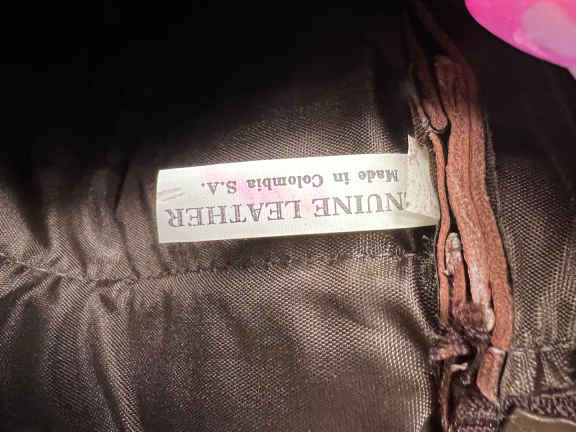 NUINE LEATHER
Made in Colombia S.A.